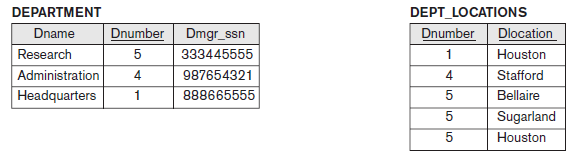 DEPARTMENT
Dname Dnumber Dmgr_ssn
Research 5 333445555
Administration 4 987654321
Headquarters 1 888665555
DEPT_LOCATIONS
Dnumber Dlocation
1 Houston
4 Stafford
5 Bellaire
5 Sugarland
5 Houston